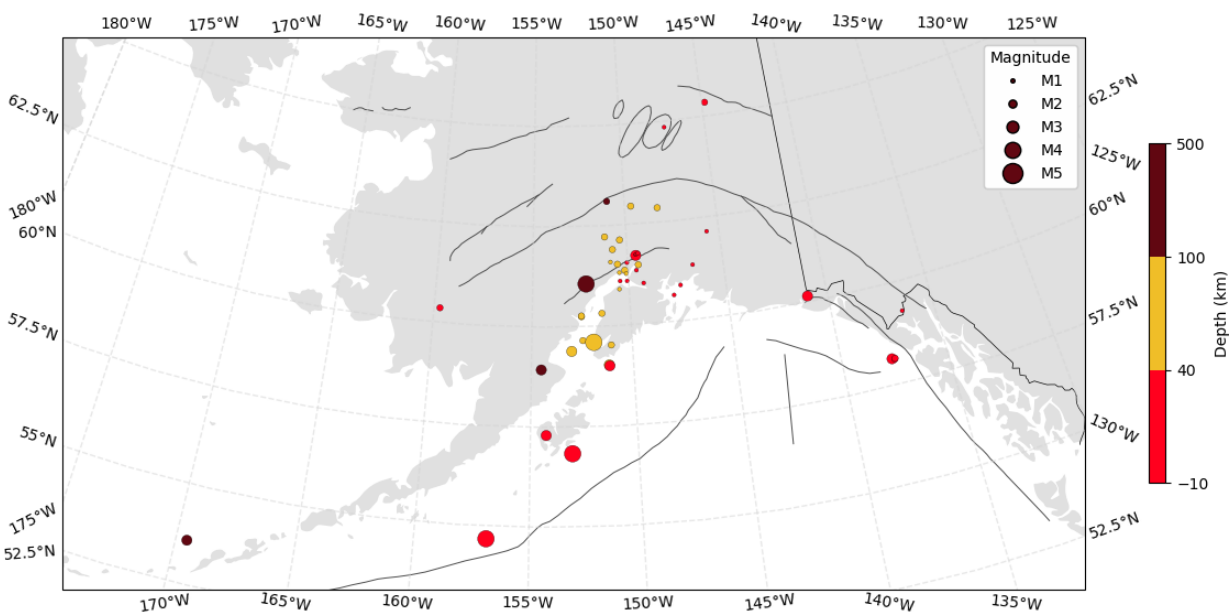 180°W 175°W 170°W 165°W 160°W 155°W 150°W 145°W 140°W 135°W 130°W 125°W
62.5°N
180°W
60°N
57.5°N
55°N
175°W
52.5°N
Magnitude
M1
M2
M3
M4
M5
62.5°N
125°W
60°N
57.5°N
55°N
130°W
52.5°N
500
100
40
−10
Depth (km)
170°W 165°W 160°W 155°W 150°W 145°W 140°W 135°W